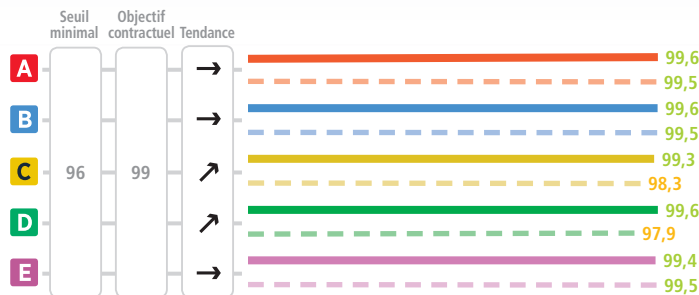 Seuil minimal
Objectif contractuel
Tendance
A
99,6
99,5
B
99,6
99,5
C
96
99
99,3
98,3
D
99,6
97,9
E
99,4
99,5